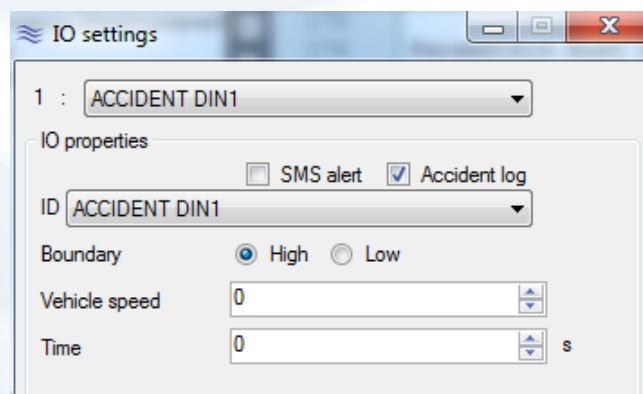 IO settings
1 : ACCIDENT DIN1
IO properties
SMS alert Accident log
ID ACCIDENT DIN1
Boundary High Low
Vehicle speed 0
Time 0 s